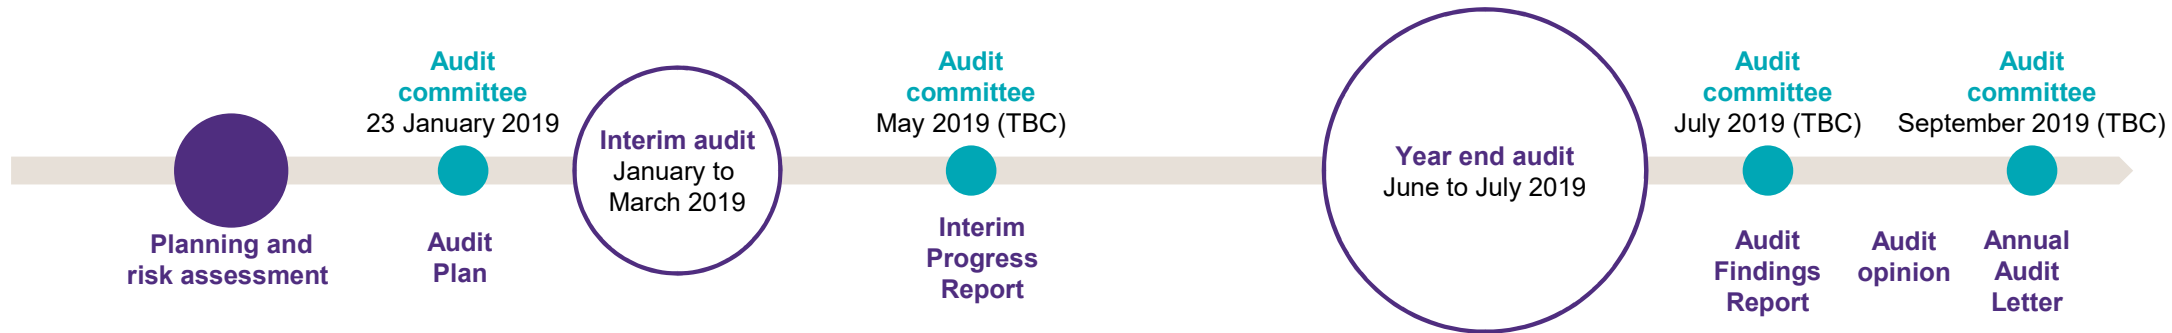 Planning and
risk assessment
Audit
committee
23 January 2019
Audit
Plan
Interim audit
January to
March 2019
Audit
committee
May 2019 (TBC)
Interim
Progress
Report
Year end audit
June to July 2019
Audit
committee
July 2019 (TBC)
Audit
Findings
Report
Audit
opinion
Audit
committee
September 2019 (TBC)
Annual
Audit
Letter